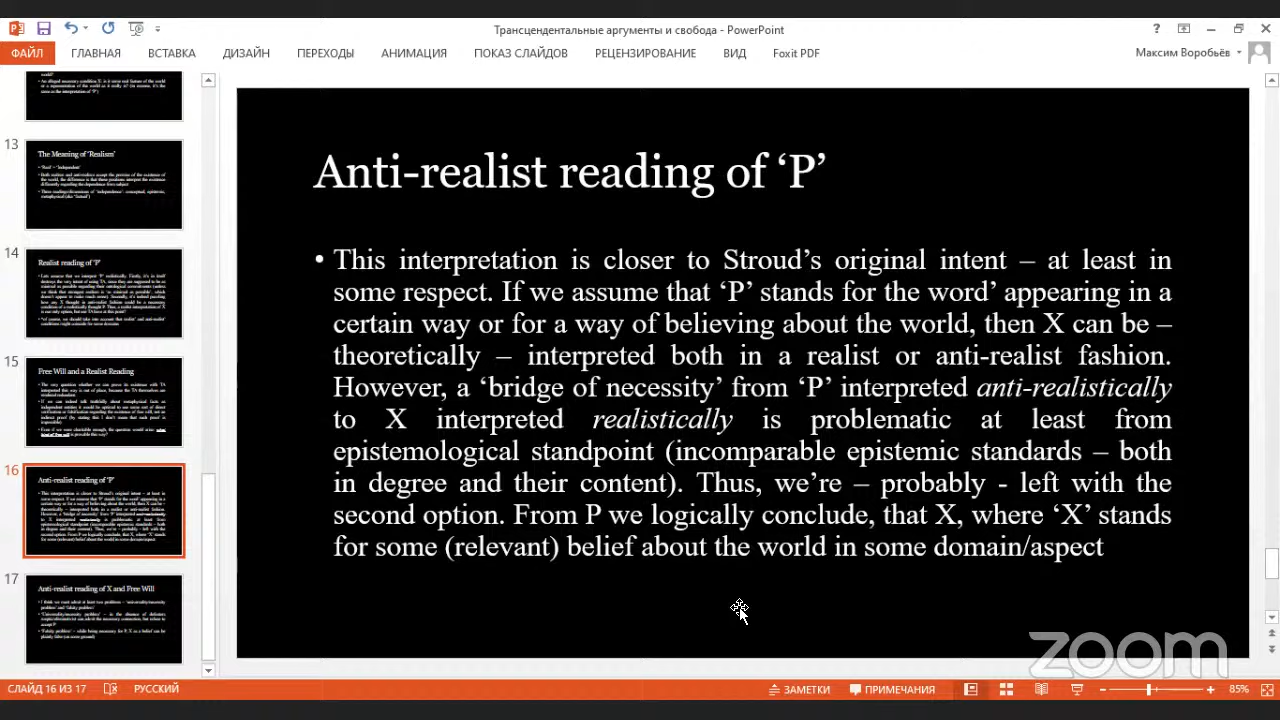 Трансцендентальные аргументы и свобода - PowerPoint
ФАЙЛ ГЛАВНАЯ ВСТАВКА ДИЗАЙН ПЕРЕХОДЫ АНИМАЦИЯ ПОКАЗ СЛАЙДОВ РЕЦЕНЗИРОВАНИЕ ВИД Foxit PDF
Максим Воробьёв
13
The Meaning of 'Realism'
14
Realist reading of 'P'
15
Free Will and a Realist Reading
16
Anti-realist reading of 'P'
17
Anti-realist reading of X and Free Will
Anti-realist reading of ‘P’
• This interpretation is closer to Stroud’s original intent – at least in
some respect. If we assume that ‘P’ stands for the word’ appearing in a
certain way or for a way of believing about the world, then X can be –
theoretically – interpreted both in a realist or anti-realist fashion.
However, a ‘bridge of necessity’ from ‘P’ interpreted anti-realistically
to X interpreted realistically is problematic at least from
epistemological standpoint (incomparable epistemic standards – both
in degree and their content). Thus, we’re – probably - left with the
second option. From P we logically conclude, that X, where ‘X’ stands
for some (relevant) belief about the world in some domain/aspect
zoom
СЛАЙД 16 ИЗ 17 РУССКИЙ ЗАМЕТКИ ПРИМЕЧАНИЯ 85%